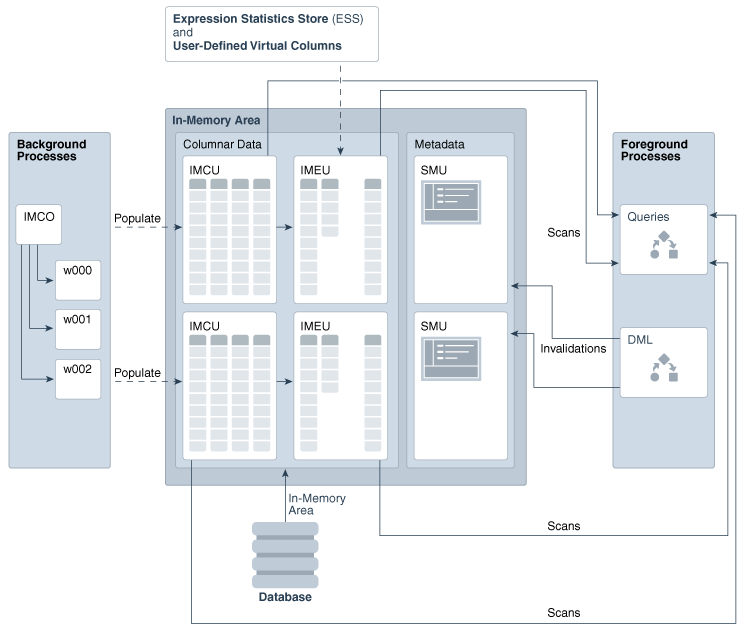 Expression Statistics Store (ESS)
and
User-Defined Virtual Columns
In-Memory Area
Background
Processes
Columnar Data
Metadata
Foreground
Processes
IMCU
IMEU
SMU
IMCO
Populate
Queries
Scans
w000
w001
IMCU
IMEU
SMU
Invalidations
DML
w002
Populate
In-Memory
Area
Scans
Database
Scans